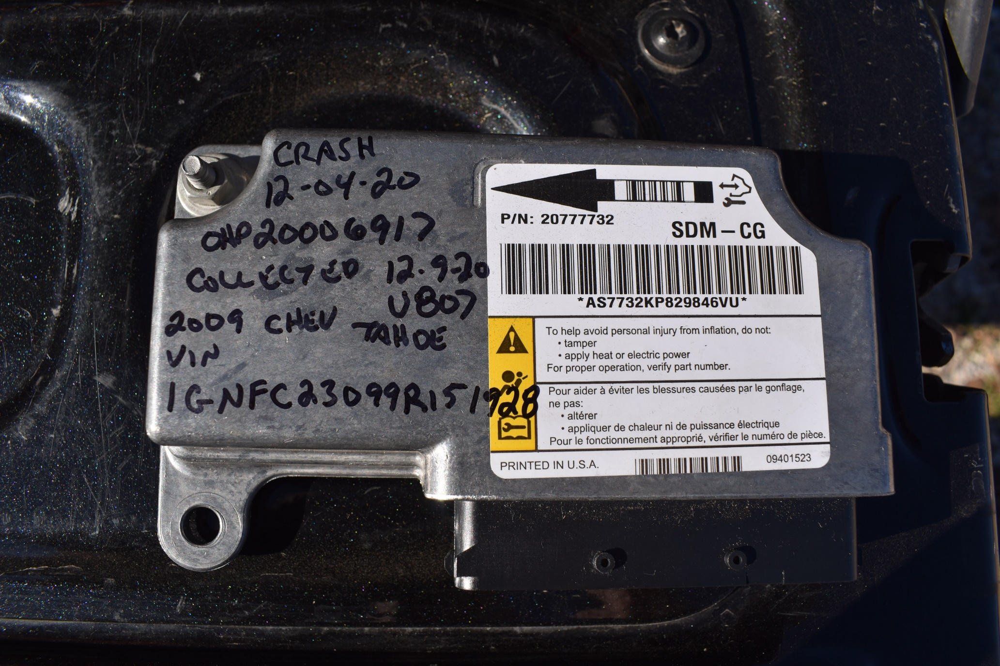 CRASH
12-04-20
OHP20006917
COLLECTED 12-9-20
U807
2009 CHEV TAHOE
VIN
1GNFC23099R151928
P/N: 20777732
SDM-CG
*AS7732KP829846VU*
To help avoid personal injury from inflation, do not:
• tamper
• apply heat or electric power
For proper operation, verify part number.
Pour aider à éviter les blessures causées par le gonflage,
ne pas:
• altérer
• appliquer de chaleur ni de puissance électrique
Pour le fonctionnement approprié, vérifier le numéro de pièce.
PRINTED IN U.S.A.
09401523